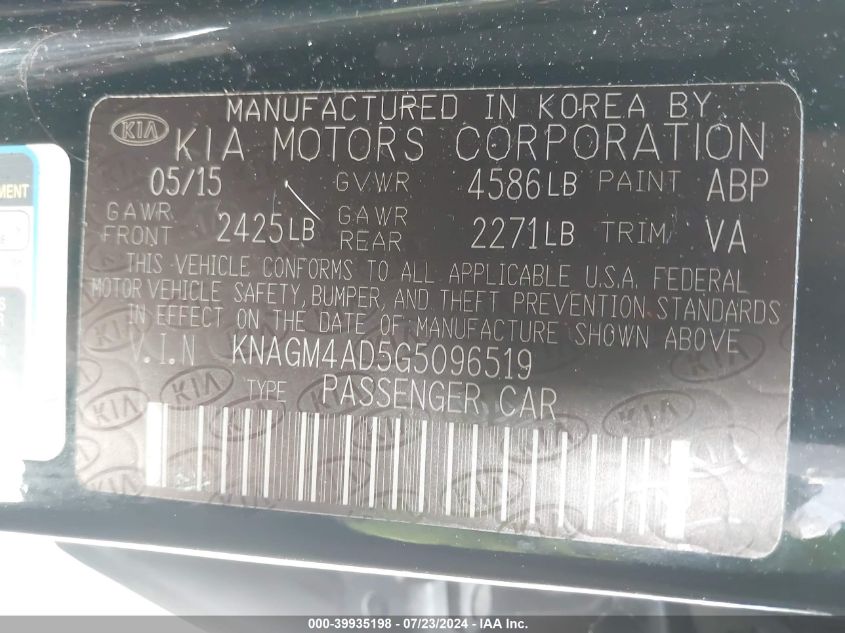 MANUFACTURED IN KOREA BY
KIA
KIA MOTORS CORPORATION
05/15 GVWR 4586LB PAINT ABP
GAWR FRONT 2425LB GAWR REAR 2271LB TRIM VA
THIS VEHICLE CONFORMS TO ALL APPLICABLE U.S.A. FEDERAL
MOTOR VEHICLE SAFETY, BUMPER, AND THEFT PREVENTION STANDARDS
IN EFFECT ON THE DATE OF MANUFACTURE SHOWN ABOVE
V.I.N KNAGM4AD5G5096519
TYPE PASSENGER CAR
000-39935198 - 07/23/2024 - IAA Inc.